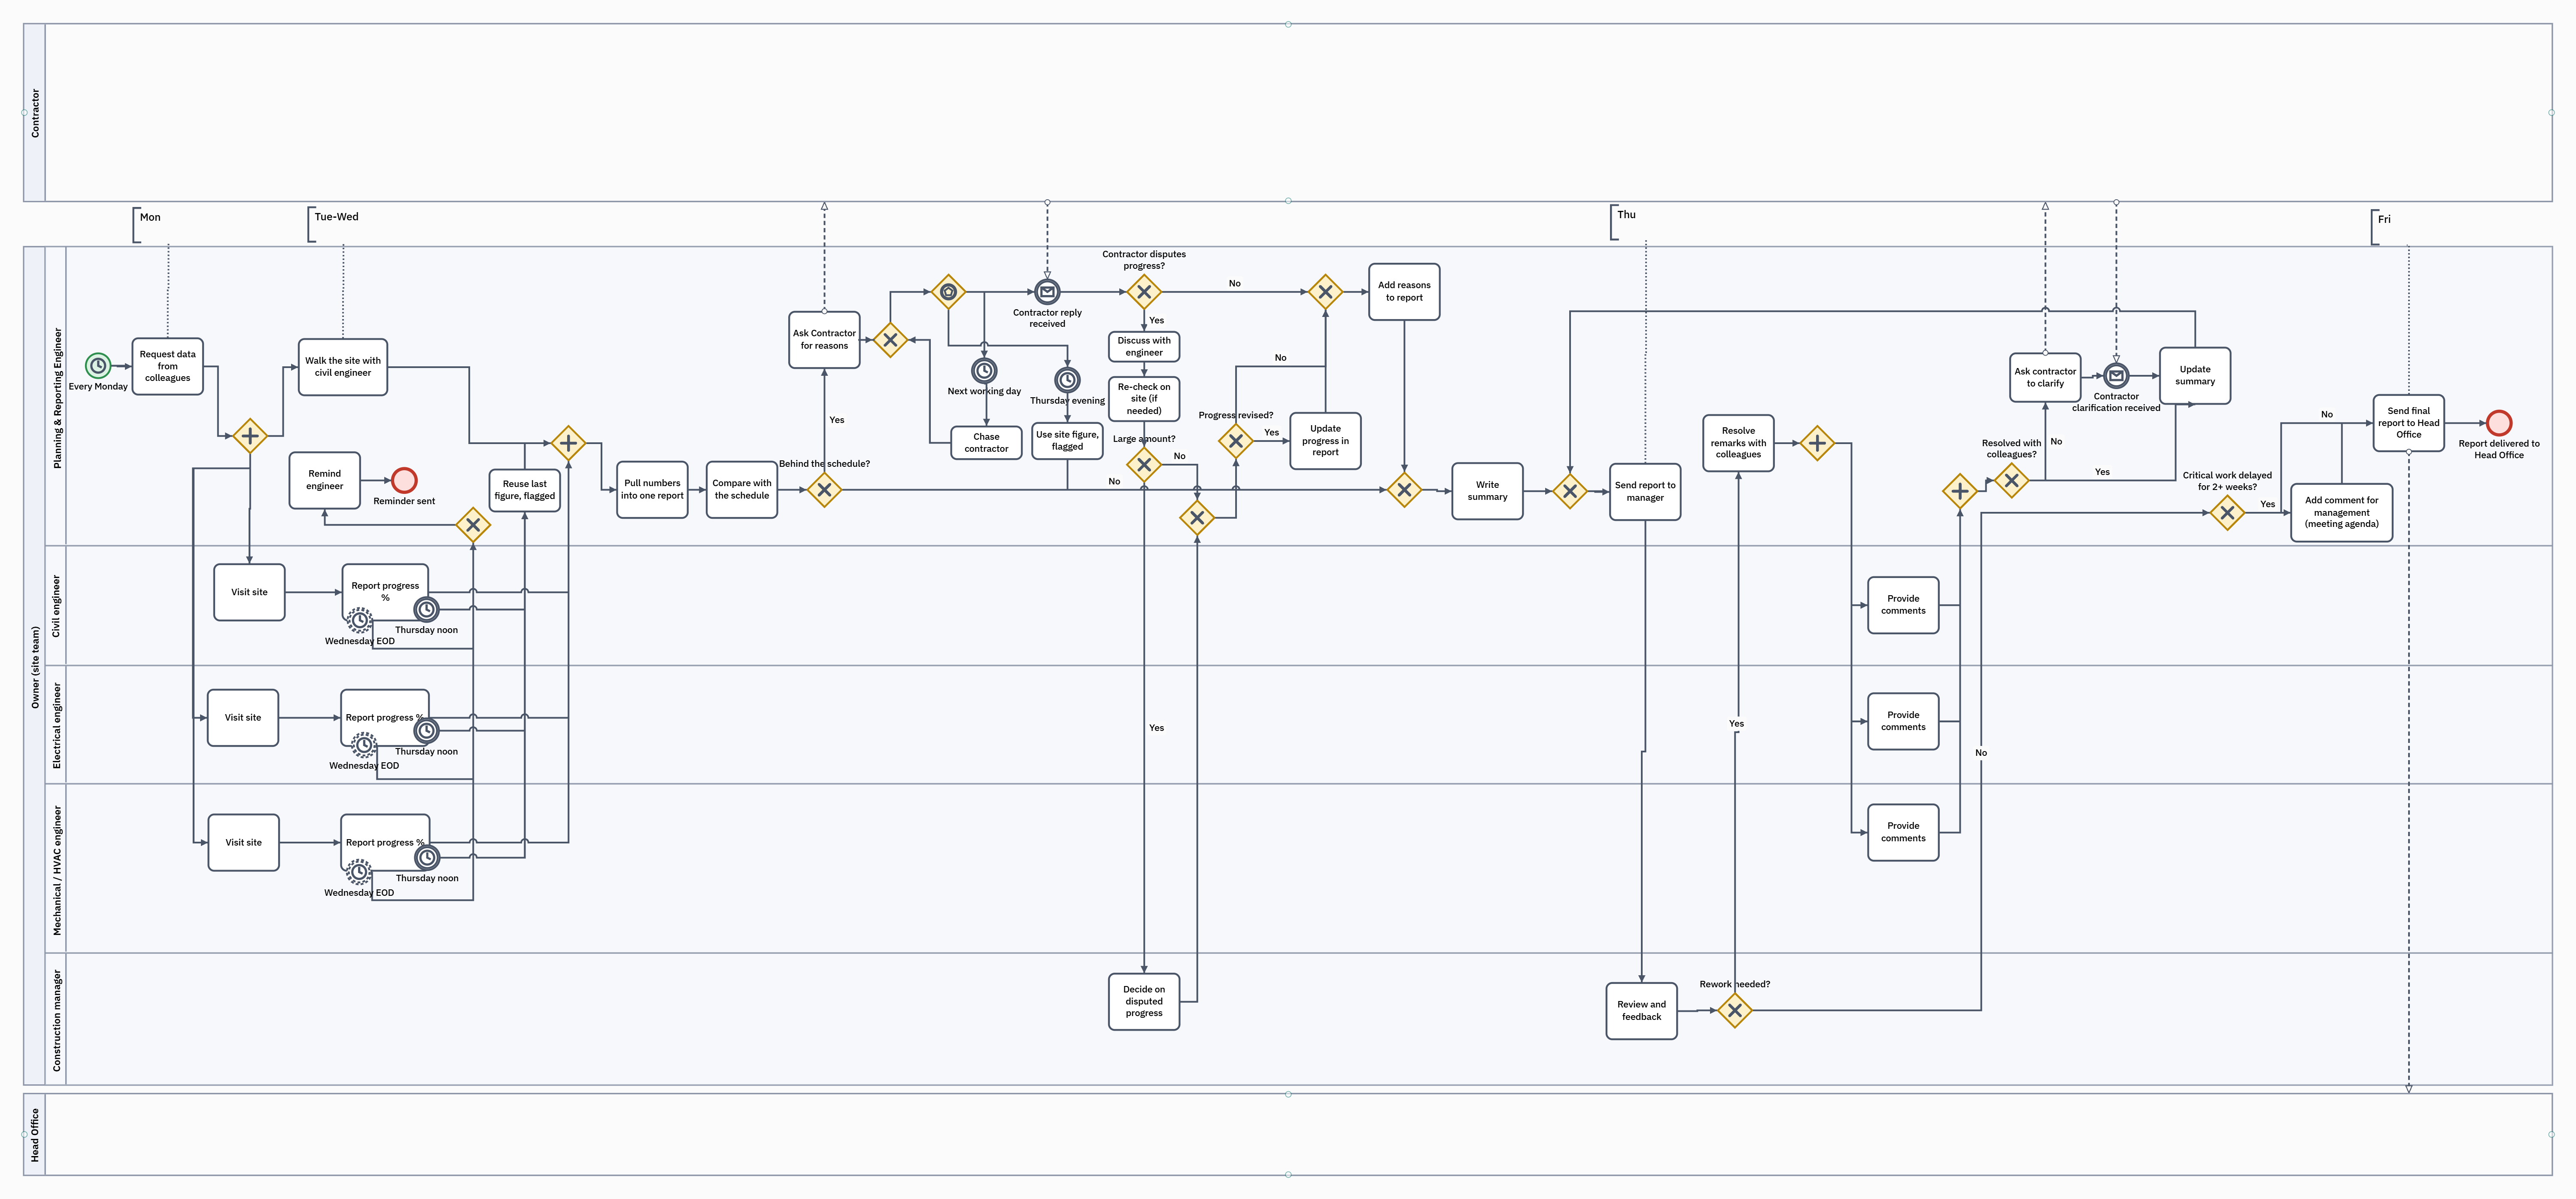 Contractor
Mon
Tue-Wed
Thu
Fri
Owner (site team)
Planning & Reporting Engineer
Every Monday
Request data
from
colleagues
Walk the site with
civil engineer
Remind
engineer
Reminder sent
Reuse last
figure, flagged
Pull numbers
into one report
Compare with
the schedule
Behind the schedule?
Yes
No
Ask Contractor
for reasons
Contractor reply
received
Next working day
Thursday evening
Chase
contractor
Use site figure,
flagged
Contractor disputes
progress?
No
Yes
Discuss with
engineer
Re-check on
site (if
needed)
Large amount?
No
Yes
Progress revised?
No
Yes
Update
progress in
report
Add reasons
to report
Write
summary
Send report to
manager
Resolve
remarks with
colleagues
Resolved with
colleagues?
No
Yes
Ask contractor
to clarify
Contractor
clarification received
Update
summary
Critical work delayed
for 2+ weeks?
Yes
No
Add comment for
management
(meeting agenda)
Send final
report to Head
Office
Report delivered to
Head Office
Civil engineer
Visit site
Report progress
%
Wednesday EOD
Thursday noon
Provide
comments
Electrical engineer
Visit site
Report progress %
Wednesday EOD
Thursday noon
Provide
comments
Mechanical / HVAC engineer
Visit site
Report progress %
Wednesday EOD
Thursday noon
Provide
comments
Construction manager
Decide on
disputed
progress
Review and
feedback
Rework needed?
Yes
No
Head Office